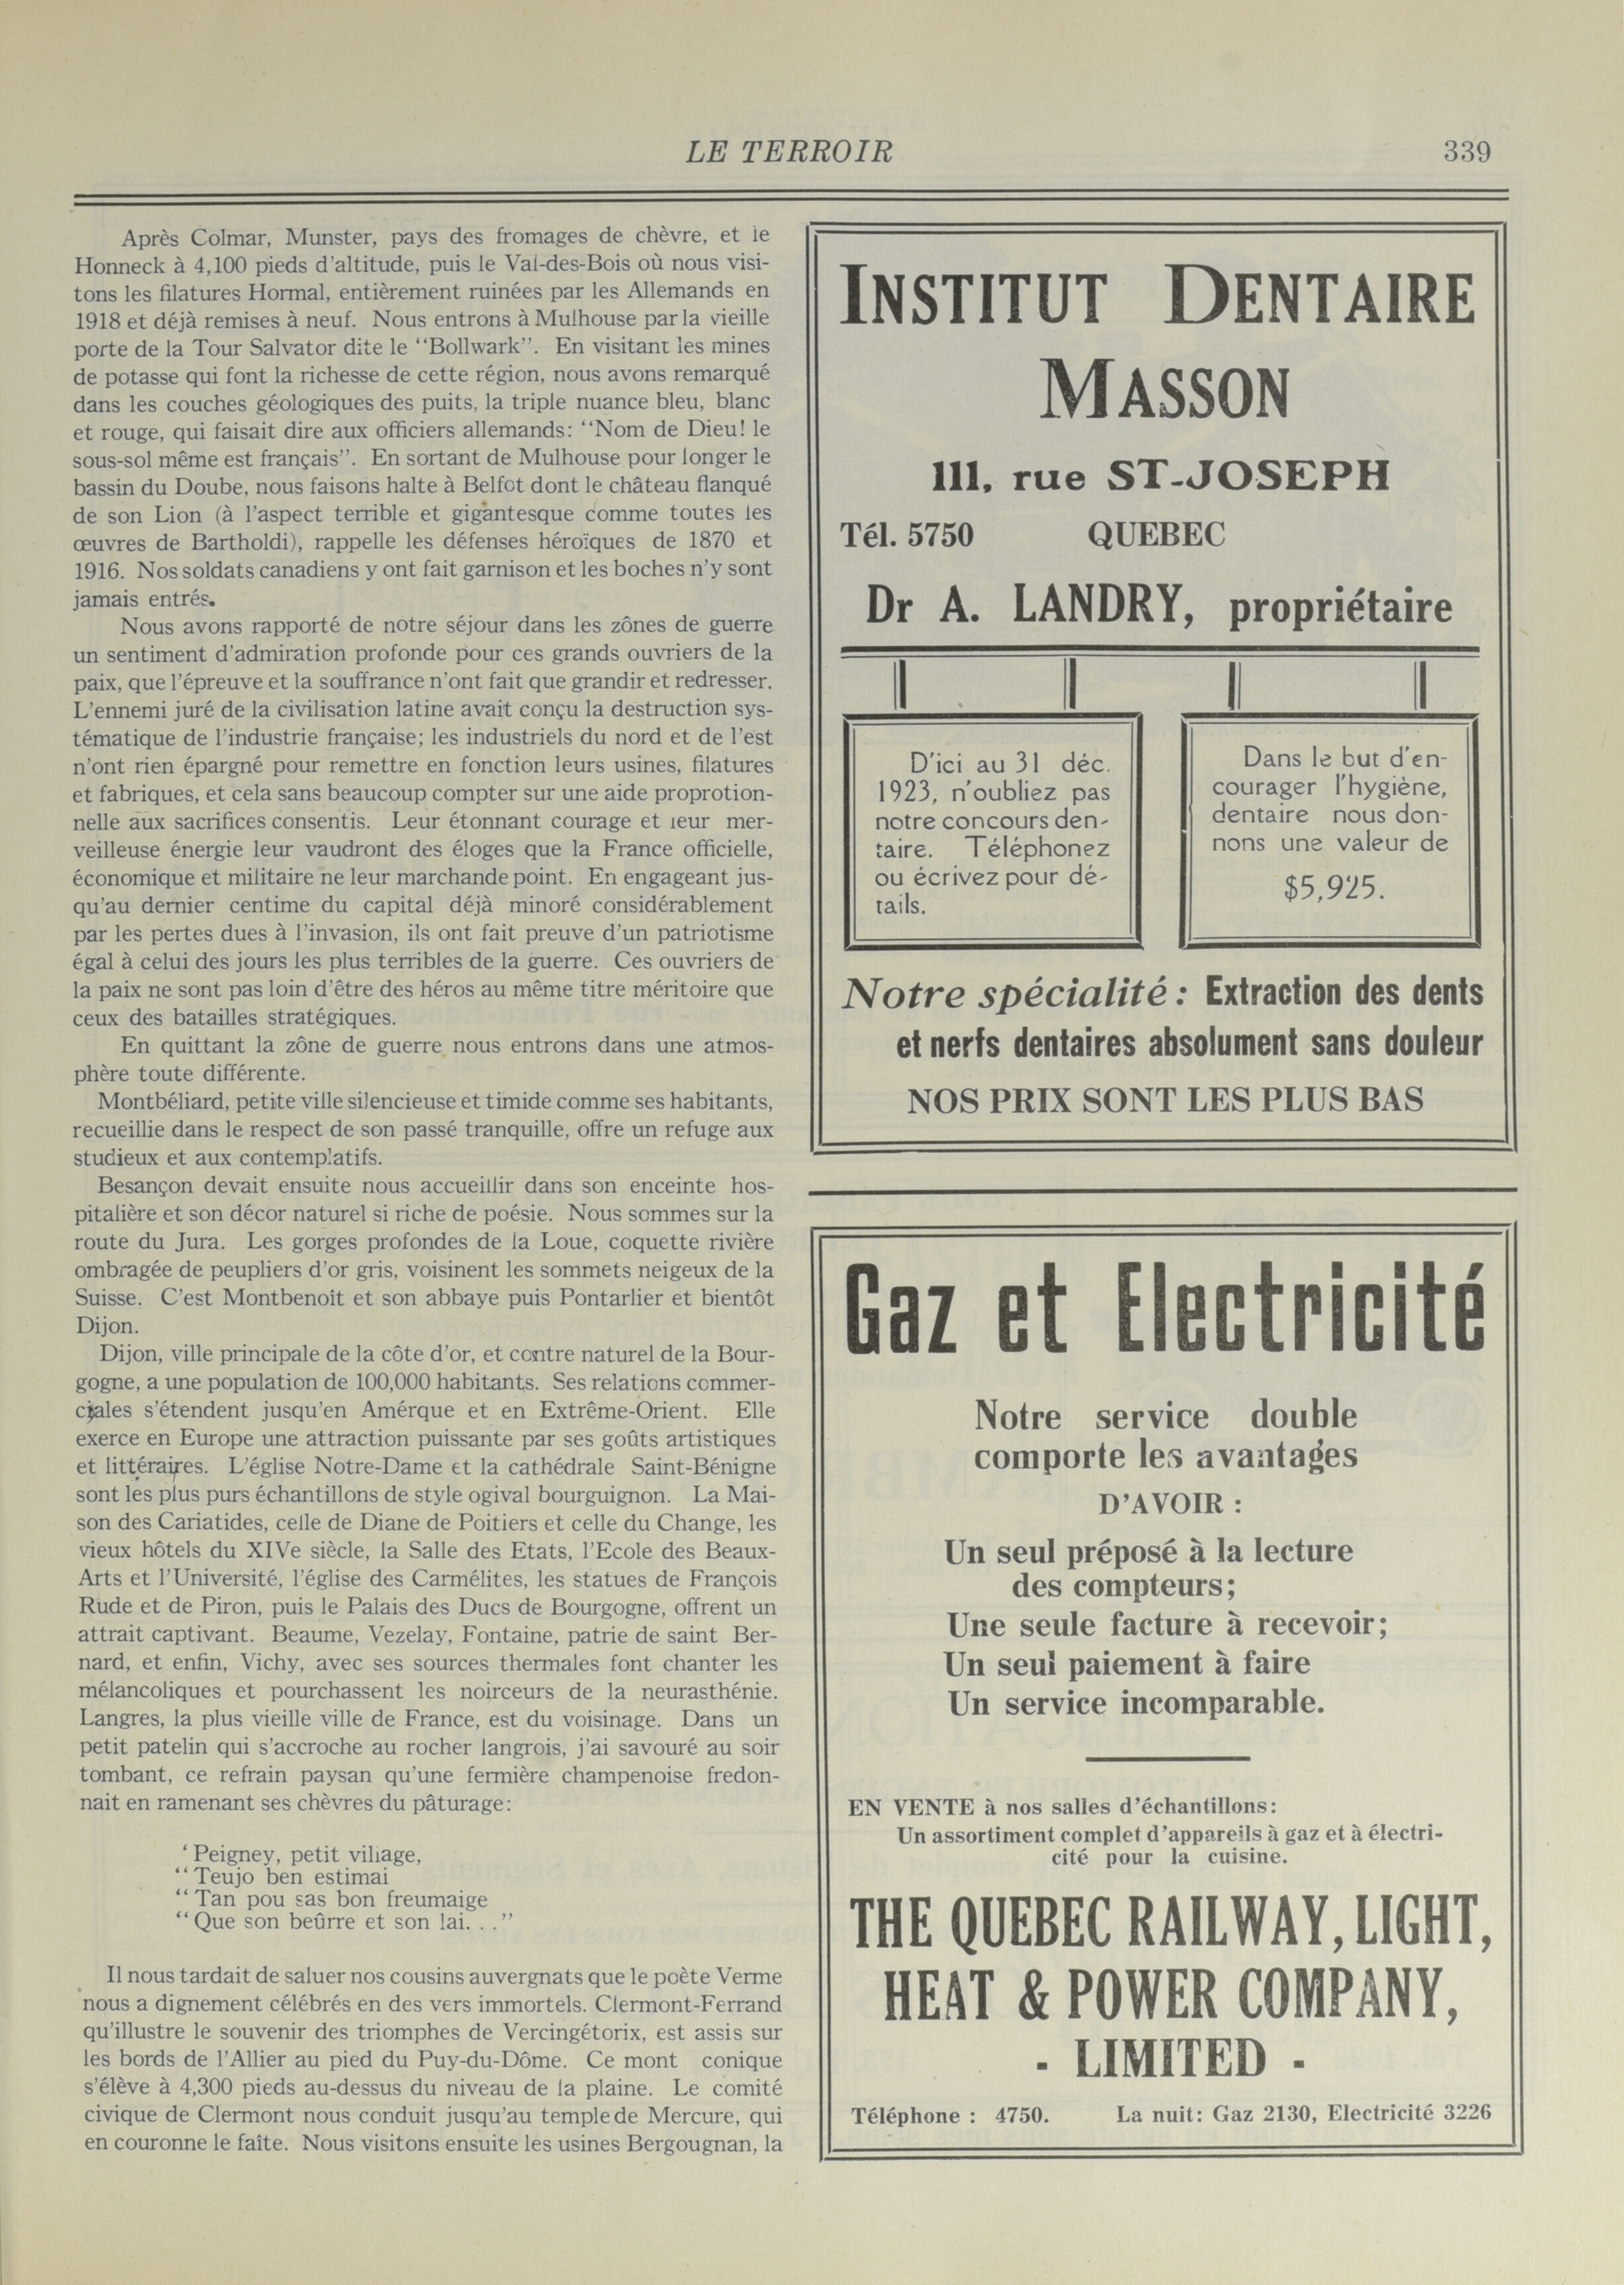 LE TERROIR
339
Après Colmar, Munster, pays des fromages de chèvre, et le
Honneck à 4,100 pieds d'altitude, puis le Val-des-Bois où nous visi-
tons les filatures Hormal, entièrement ruinées par les Allemands en
1918 et déjà remises à neuf. Nous entrons à Mulhouse par la vieille
porte de la Tour Salvator dite le “Bollwark”. En visitant les mines
de potasse qui font la richesse de cette région, nous avons remarqué
dans les couches géologiques des puits, la triple nuance bleu, blanc
et rouge, qui faisait dire aux officiers allemands: “Nom de Dieu! le
sous-sol même est français”. En sortant de Mulhouse pour longer le
bassin du Doube, nous faisons halte à Belfot dont le château flanqué
de son Lion (à l'aspect terrible et gigantesque comme toutes les
œuvres de Bartholdi), rappelle les défenses héroïques de 1870 et
1916. Nos soldats canadiens y ont fait garnison et les boches n'y sont
jamais entrés.
Nous avons rapporté de notre séjour dans les zônes de guerre
un sentiment d'admiration profonde pour ces grands ouvriers de la
paix, que l'épreuve et la souffrance n'ont fait que grandir et redresser.
L'ennemi juré de la civilisation latine avait conçu la destruction sys-
tématique de l'industrie française; les industriels du nord et de l'est
n'ont rien épargné pour remettre en fonction leurs usines, filatures
et fabriques, et cela sans beaucoup compter sur une aide proprotion-
nelle aux sacrifices consentis. Leur étonnant courage et leur mer-
veilleuse énergie leur vaudront des éloges que la France officielle,
économique et militaire ne leur marchande point. En engageant jus-
qu'au dernier centime du capital déjà minoré considérablement
par les pertes dues à l'invasion, ils ont fait preuve d'un patriotisme
égal à celui des jours les plus terribles de la guerre. Ces ouvriers de
la paix ne sont pas loin d'être des héros au même titre méritoire que
ceux des batailles stratégiques.
En quittant la zône de guerre nous entrons dans une atmos-
phère toute différente.
Montbéliard, petite ville silencieuse et timide comme ses habitants,
recueillie dans le respect de son passé tranquille, offre un refuge aux
studieux et aux contemplatifs.
Besançon devait ensuite nous accueillir dans son enceinte hos-
pitalière et son décor naturel si riche de poésie. Nous sommes sur la
route du Jura. Les gorges profondes de la Loue, coquette rivière
ombragée de peupliers d'or gris, voisinent les sommets neigeux de la
Suisse. C'est Montbenoit et son abbaye puis Pontarlier et bientôt
Dijon.
Dijon, ville principale de la côte d'or, et contre naturel de la Bour-
gogne, a une population de 100,000 habitants. Ses relations commer-
ciales s'étendent jusqu'en Amérque et en Extrême-Orient. Elle
exerce en Europe une attraction puissante par ses goûts artistiques
et littéraires. L'église Notre-Dame et la cathédrale Saint-Bénigne
sont les plus purs échantillons de style ogival bourguignon. La Mai-
son des Cariatides, celle de Diane de Poitiers et celle du Change, les
vieux hôtels du XIVe siècle, la Salle des Etats, l'Ecole des Beaux-
Arts et l'Université, l'église des Carmélites, les statues de François
Rude et de Piron, puis le Palais des Ducs de Bourgogne, offrent un
attrait captivant. Beaume, Vezelay, Fontaine, patrie de saint Ber-
nard, et enfin, Vichy, avec ses sources thermales font chanter les
mélancoliques et pourchassent les noirceurs de la neurasthénie.
Langres, la plus vieille ville de France, est du voisinage. Dans un
petit patelin qui s'accroche au rocher langrois, j'ai savouré au soir
tombant, ce refrain paysan qu'une fermière champenoise fredon-
nait en ramenant ses chèvres du pâturage:
‘Peigney, petit village,
“Teujo ben estimai
“Tan pou sas bon freumaige
“Que son beûrre et son lai. . .”
Il nous tardait de saluer nos cousins auvergnats que le poète Verme
nous a dignement célébrés en des vers immortels. Clermont-Ferrand
qu'illustre le souvenir des triomphes de Vercingétorix, est assis sur
les bords de l'Allier au pied du Puy-du-Dôme. Ce mont conique
s'élève à 4,300 pieds au-dessus du niveau de la plaine. Le comité
civique de Clermont nous conduit jusqu'au temple de Mercure, qui
en couronne le faîte. Nous visitons ensuite les usines Bergougnan, la
INSTITUT DENTAIRE
MASSON
111, rue ST-JOSEPH
Tél. 5750 QUEBEC
Dr A. LANDRY, propriétaire
D'ici au 31 déc.
1923, n'oubliez pas
notre concours den-
taire. Téléphonez
ou écrivez pour dé-
tails.
Dans le but d'en-
courager l'hygiène,
dentaire nous don-
nons une valeur de
$5,925.
Notre spécialité: Extraction des dents
et nerfs dentaires absolument sans douleur
NOS PRIX SONT LES PLUS BAS
Gaz et Electricité
Notre service double
comporte les avantages
D'AVOIR :
Un seul préposé à la lecture
des compteurs;
Une seule facture à recevoir;
Un seul paiement à faire
Un service incomparable.
EN VENTE à nos salles d'échantillons:
Un assortiment complet d'appareils à gaz et à électri-
cité pour la cuisine.
THE QUEBEC RAILWAY, LIGHT,
HEAT & POWER COMPANY,
- LIMITED -
Téléphone : 4750. La nuit: Gaz 2130, Electricité 3226